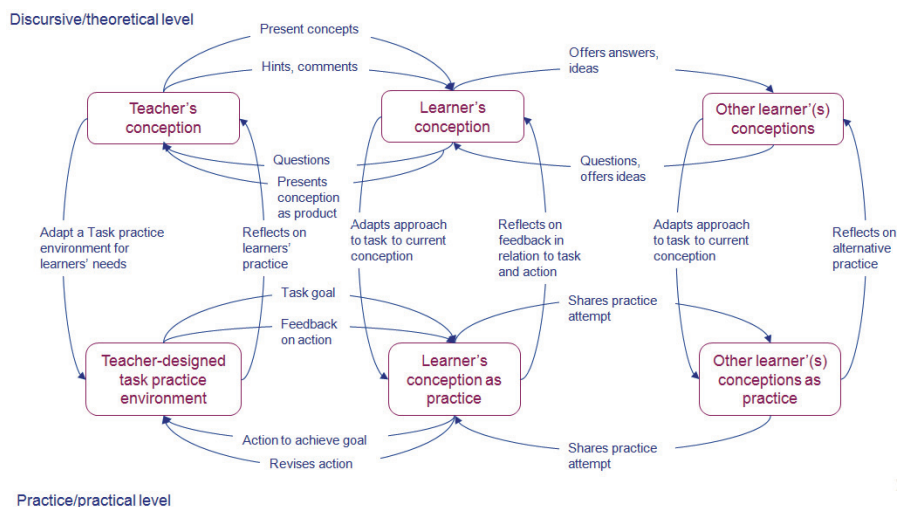 Discursive/theoretical level
Present concepts
Hints, comments
Offers answers,
ideas
Teacher's
conception
Learner's
conception
Other learner'(s)
conceptions
Questions
Presents
conception
as product
Questions,
offers ideas
Adapt a Task practice
environment for
learners' needs
Reflects on
learners'
practice
Adapts approach
to task to current
conception
Reflects on
feedback in
relation to task
and action
Adapts approach
to task to current
conception
Reflects on
alternative
practice
Task goal
Feedback
on action
Shares practice
attempt
Teacher-designed
task practice
environment
Learner's
conception as
practice
Other learner'(s)
conceptions as
practice
Action to achieve goal
Revises action
Shares practice
attempt
Practice/practical level